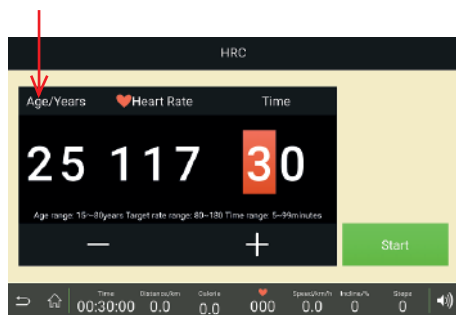 HRC
Age/Years Heart Rate Time
25 117 30
Age range: 15~80years Target rate range: 80~180 Time range: 5~99minutes
− +
Start
Time Distance/km Calorie Speed/km/h Incline/% Steps
00:30:00 0.0 0.0 000 0.0 0 0